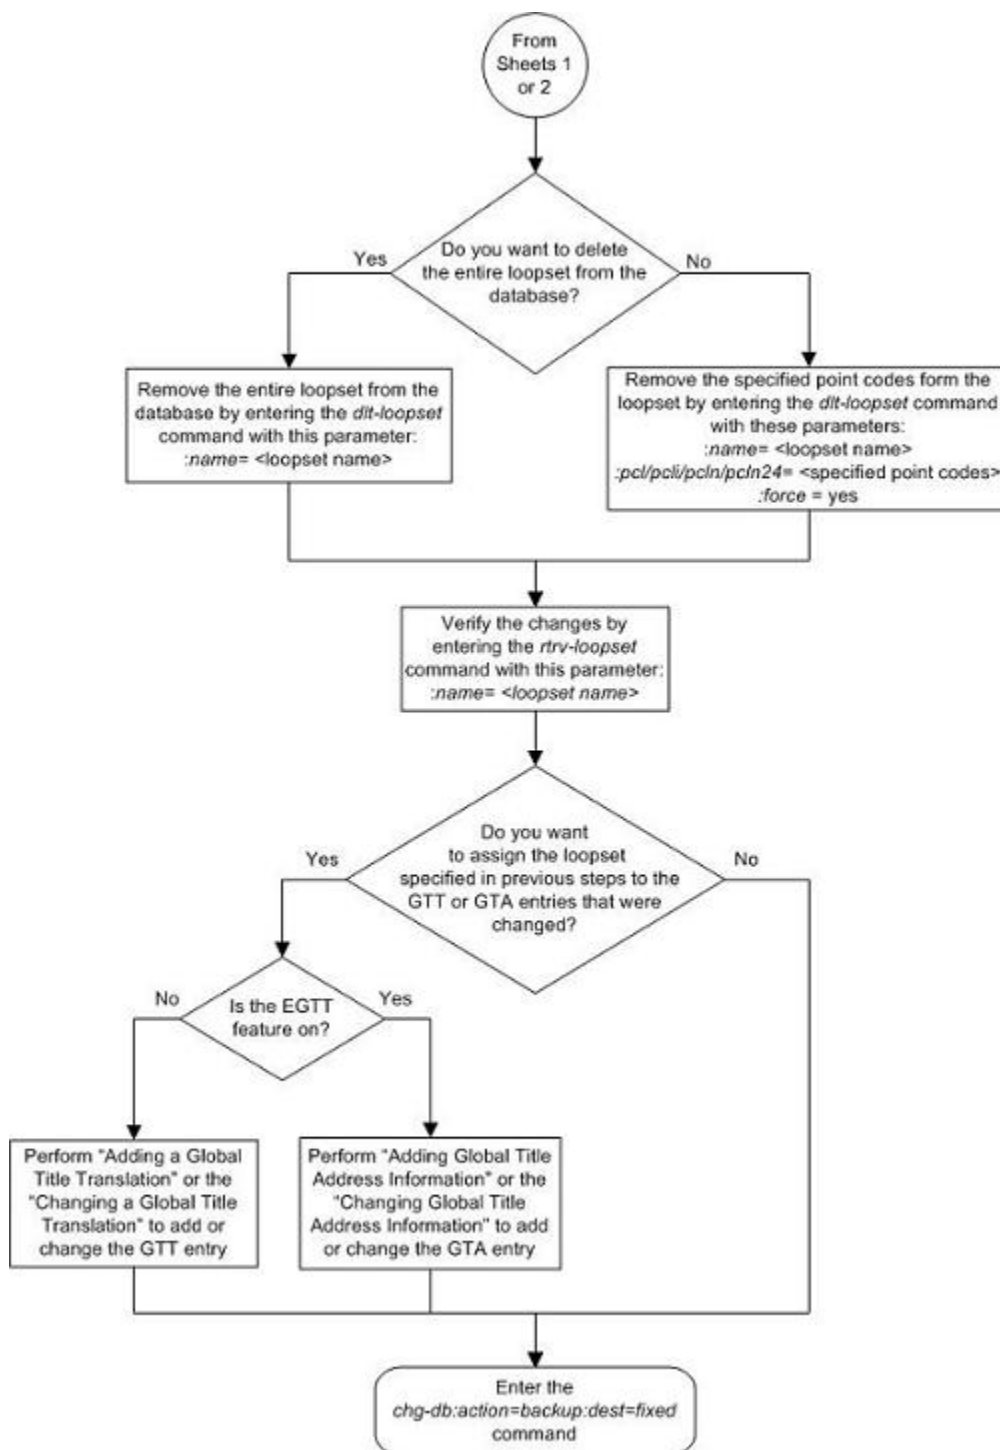 From
Sheets 1
or 2
Do you want to delete
the entire loopset from the
database?
Yes
No
Remove the entire loopset from the
database by entering the dlt-loopset
command with this parameter:
:name= <loopset name>
Remove the specified point codes form the
loopset by entering the dlt-loopset command
with these parameters:
:name= <loopset name>
:pcl/pcli/pcln/pcln24= <specified point codes>
:force = yes
Verify the changes by
entering the rtrv-loopset
command with this parameter:
:name= <loopset name>
Do you want
to assign the loopset
specified in previous steps to the
GTT or GTA entries that were
changed?
Yes
No
Is the EGTT
feature on?
No
Yes
Perform "Adding a Global
Title Translation" or the
"Changing a Global Title
Translation" to add or
change the GTT entry
Perform "Adding Global Title
Address Information" or the
"Changing Global Title
Address Information" to add
or change the GTA entry
Enter the
chg-db:action=backup:dest=fixed
command